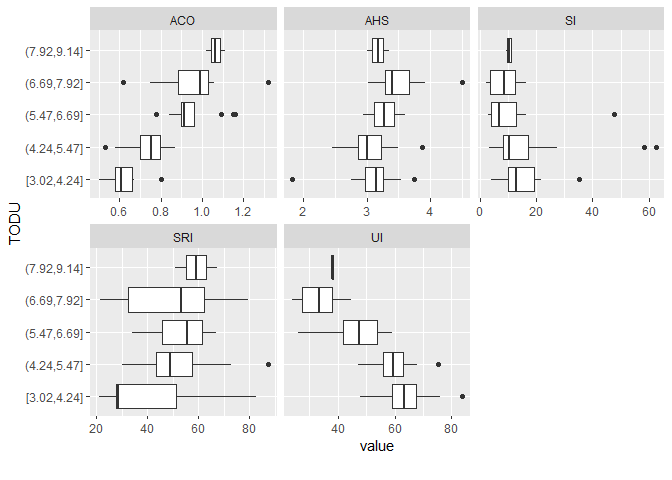 ACO AHS SI
(7.92,9.14]
(6.69,7.92]
(5.47,6.69]
(4.24,5.47]
[3.02,4.24]
0.6 0.8 1.0 1.2 2 3 4 0 20 40 60
TODU
SRI UI
(7.92,9.14]
(6.69,7.92]
(5.47,6.69]
(4.24,5.47]
[3.02,4.24]
20 40 60 80 40 60 80
value